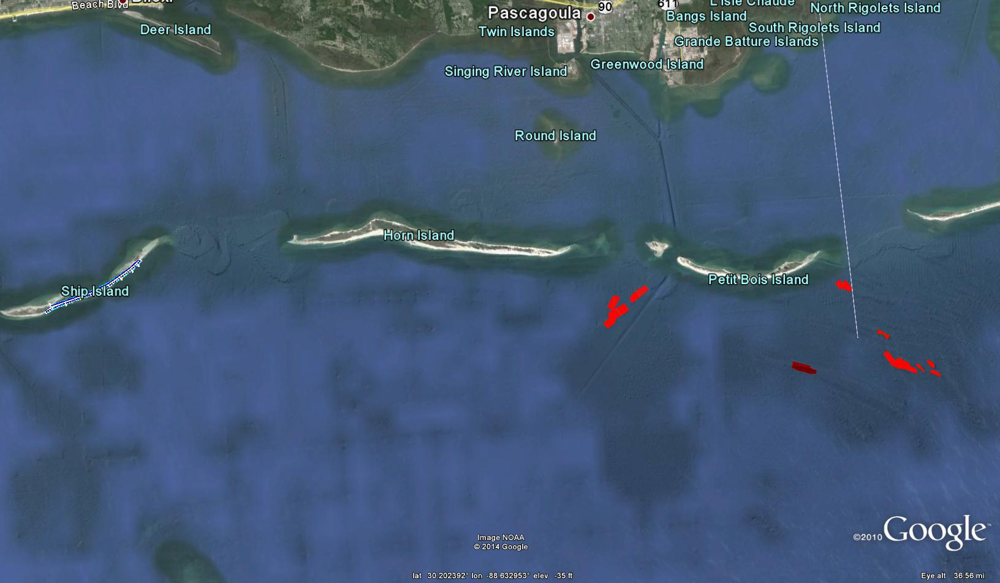 Beach Blvd
Biloxi
Deer Island
Pascagoula
90
611
L'Isle Chaude
North Rigolets Island
Bangs Island
Twin Islands
South Rigolets Island
Grande Batture Islands
Singing River Island
Greenwood Island
Round Island
Horn Island
Ship Island
Petit Bois Island
Image NOAA
© 2014 Google
©2010 Google™
lat 30.202392° lon -88.632953° elev -35 ft
Eye alt 36.56 mi